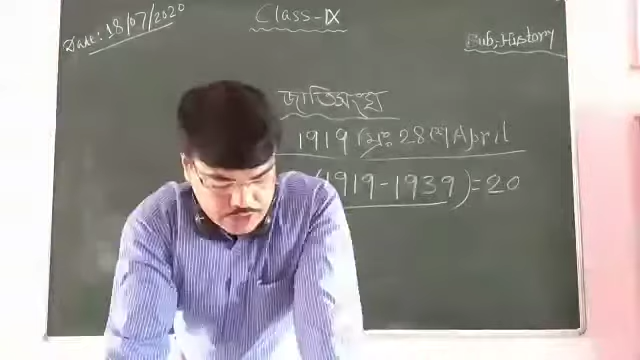 Date: 18/07/2020
Class-IX
Sub; History
জাতিসংঘ
1919 খ্রিঃ 28শে April
(1919-1939)=20